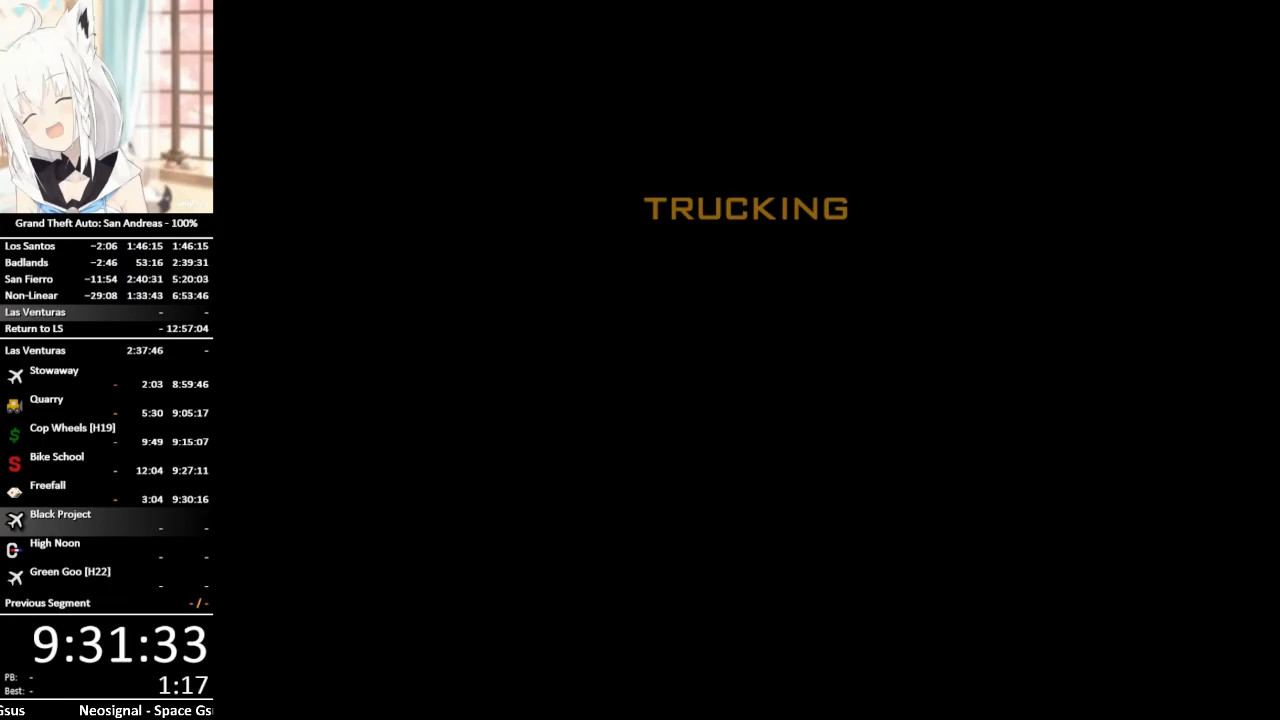 TRUCKING
Grand Theft Auto: San Andreas - 100%
Los Santos −2:06 1:46:15 1:46:15
Badlands −2:46 53:16 2:39:31
San Fierro −11:54 2:40:31 5:20:03
Non-Linear −29:08 1:33:43 6:53:46
Las Venturas - -
Return to LS - 12:57:04
Las Venturas 2:37:46 -
Stowaway
- 2:03 8:59:46
Quarry
- 5:30 9:05:17
Cop Wheels [H19]
- 9:49 9:15:07
Bike School
- 12:04 9:27:11
Freefall
- 3:04 9:30:16
Black Project
- -
High Noon
- -
Green Goo [H22]
- -
Previous Segment - / -
9:31:33
PB: -
Best: -
1:17
Gsus Neosignal - Space Gs